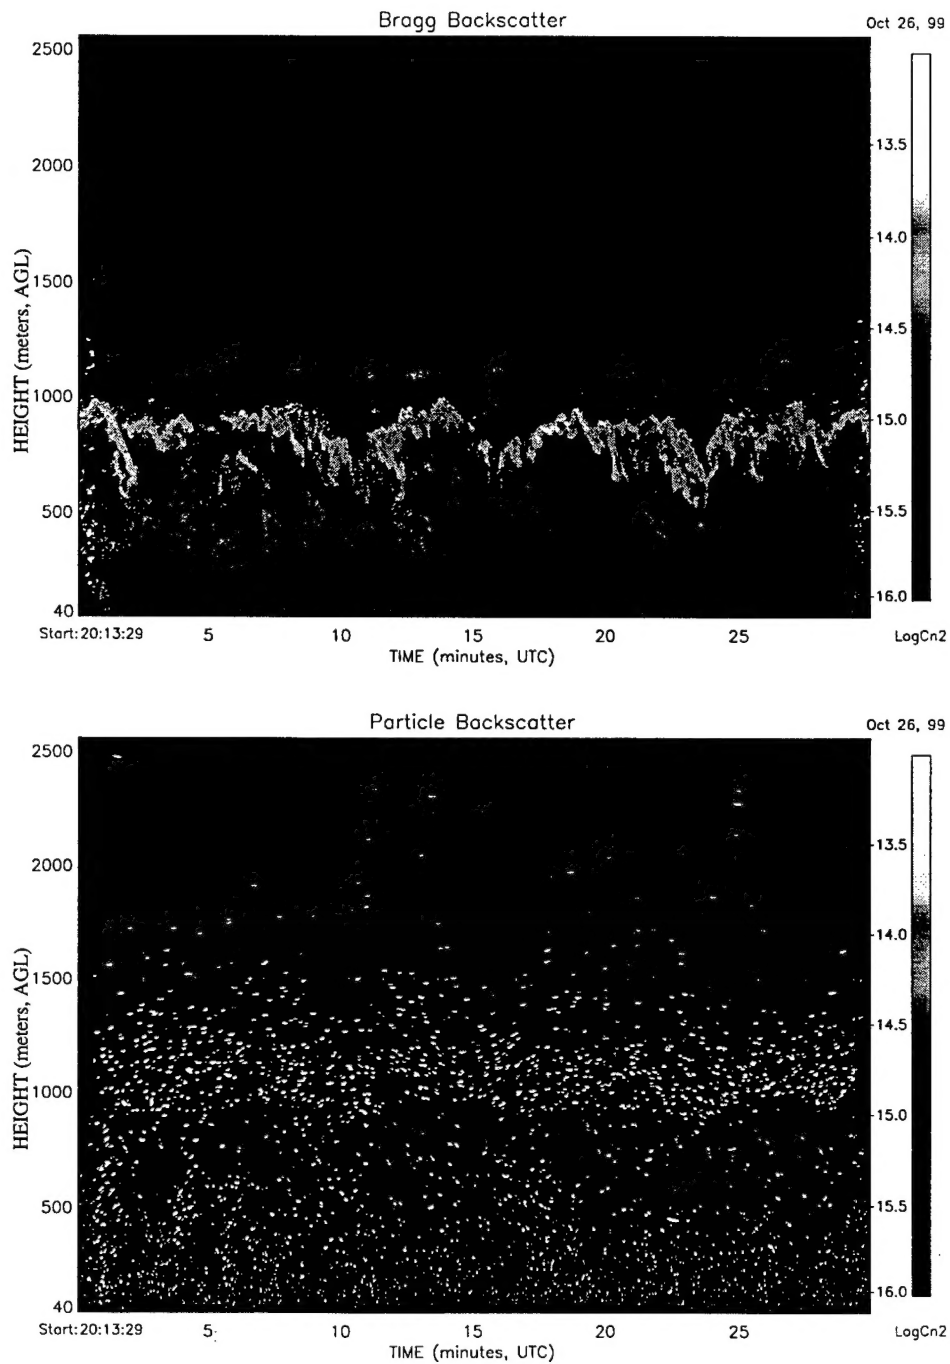 Bragg Backscatter
Oct 26, 99
2500
2000
1500
1000
500
40
HEIGHT (meters, AGL)
-13.5
-14.0
-14.5
-15.0
-15.5
-16.0
Start:20:13:29
5
10
15
20
25
LogCn2
TIME (minutes, UTC)
Particle Backscatter
Oct 26, 99
2500
2000
1500
1000
500
40
HEIGHT (meters, AGL)
-13.5
-14.0
-14.5
-15.0
-15.5
-16.0
Start:20:13:29
5
10
15
20
25
LogCn2
TIME (minutes, UTC)